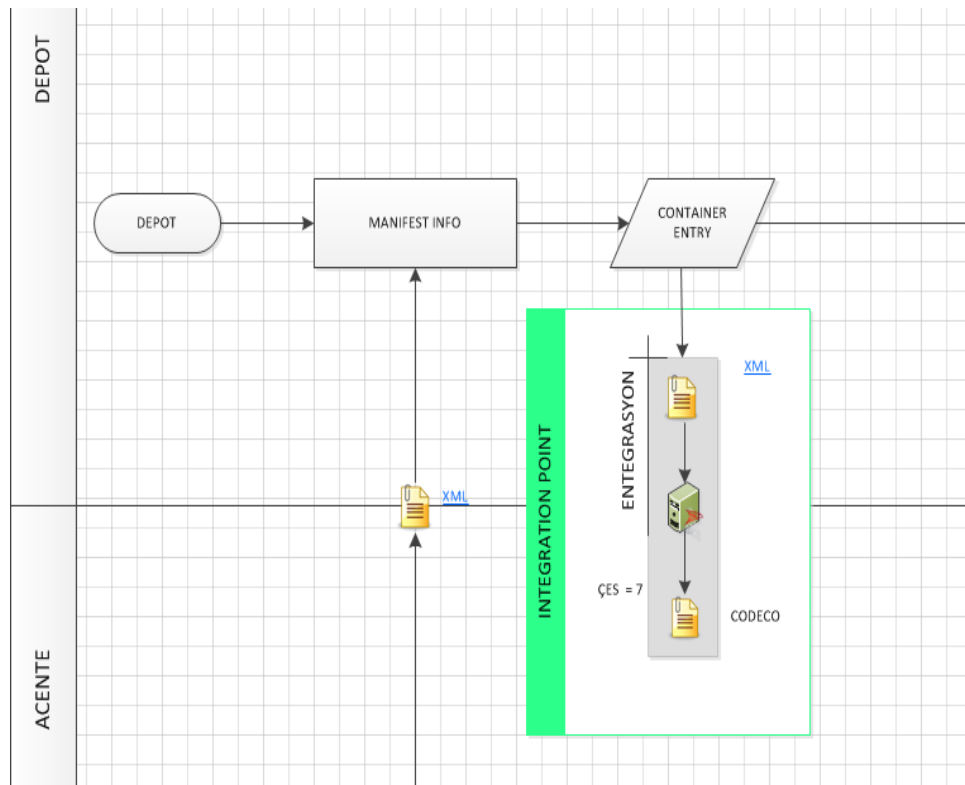 DEPOT
DEPOT
MANIFEST INFO
CONTAINER
ENTRY
XML
ENTEGRASYON
XML
INTEGRATION POINT
ÇES = 7
CODECO
ACENTE